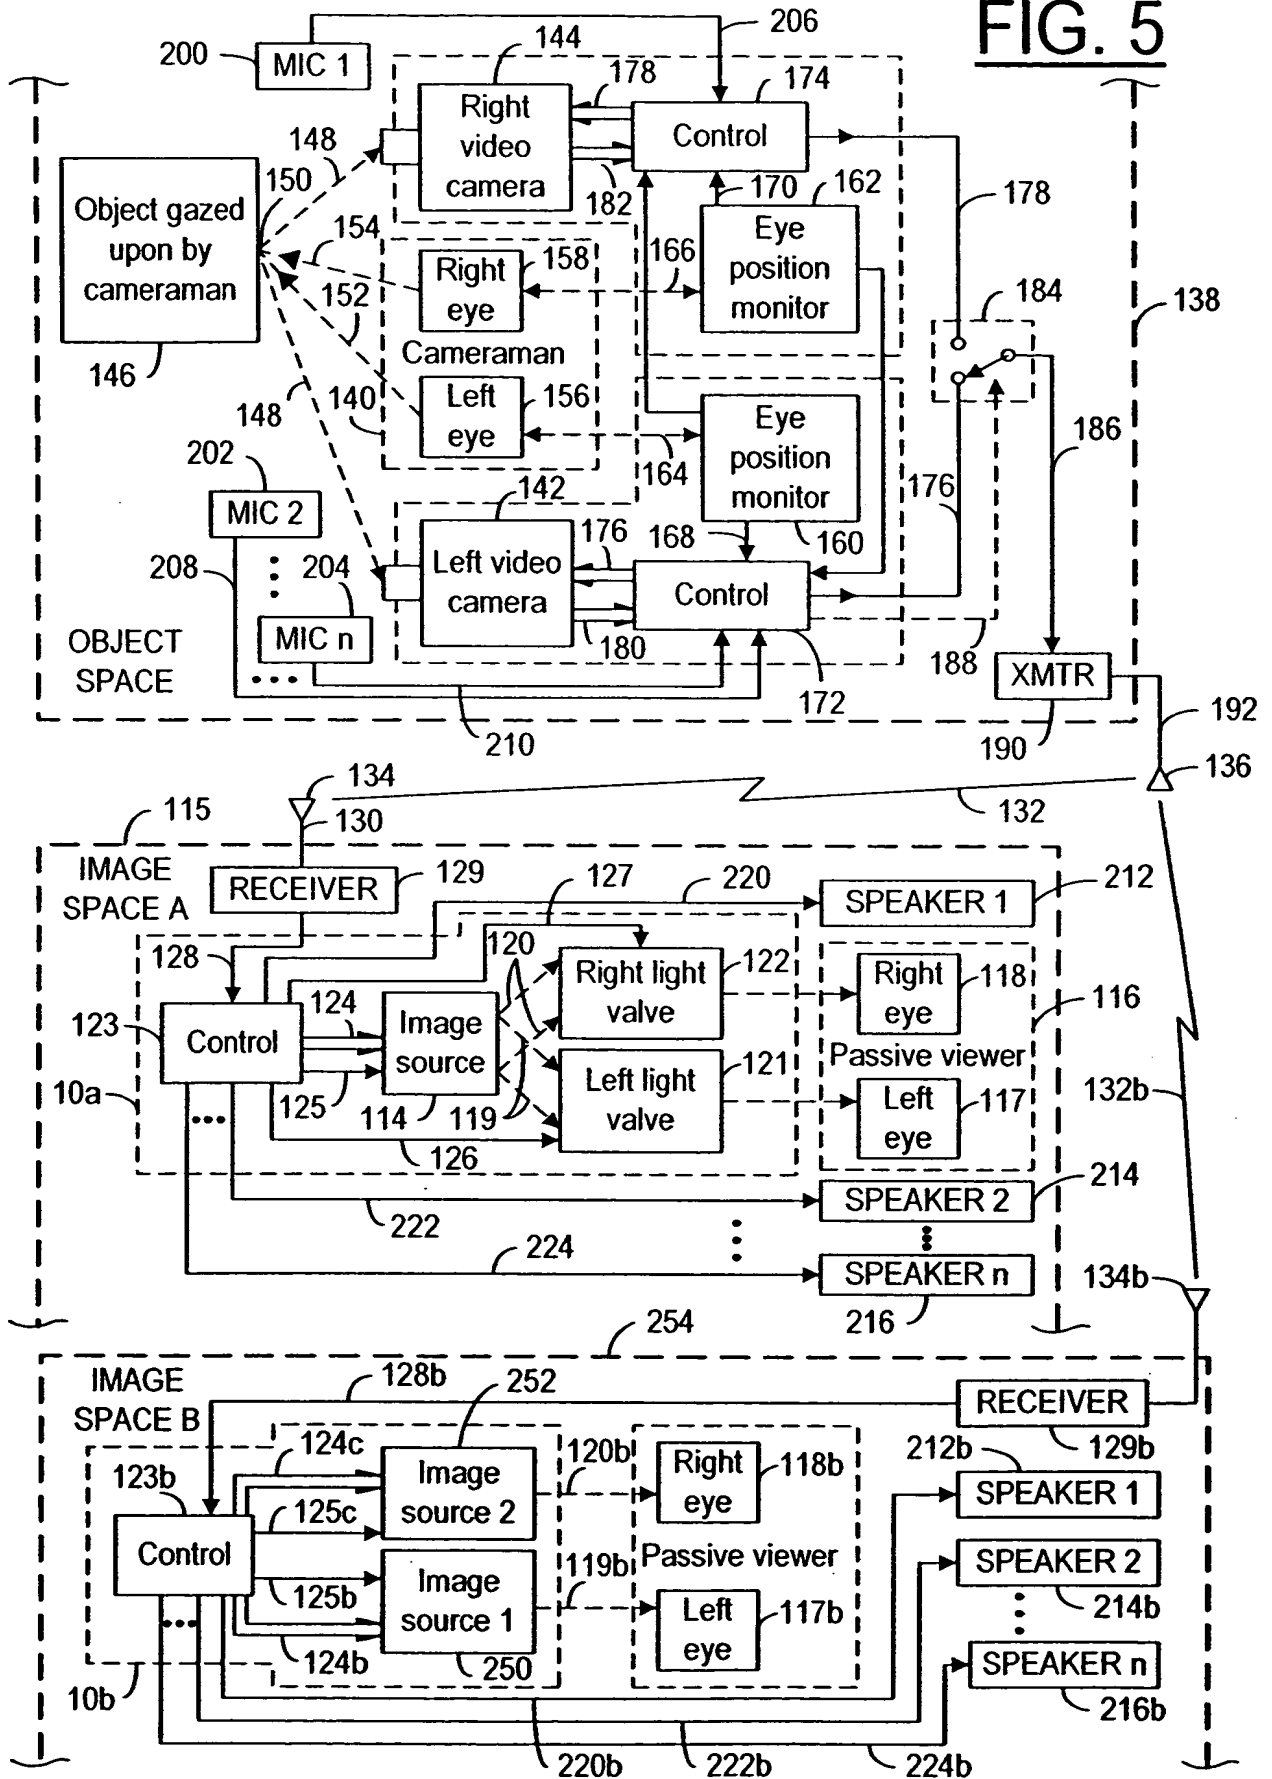 FIG. 5
200
MIC 1
206
144
178
174
Right
video
camera
Control
148
150
182
170
162
178
Object gazed
upon by
cameraman
154
Right
eye
158
166
Eye
position
monitor
184
138
152
Cameraman
146
148
140
Left
eye
156
164
Eye
position
monitor
186
202
MIC 2
142
176
168
160
208
204
Left video
camera
176
Control
MIC n
180
188
OBJECT
SPACE
XMTR
210
172
190
192
134
136
115
130
132
IMAGE
SPACE A
RECEIVER
129
127
220
SPEAKER 1
212
128
120
Right light
valve
122
Right
eye
118
116
123
Control
124
Image
source
Passive viewer
10a
125
114
119
Left light
valve
121
Left
eye
117
132b
126
SPEAKER 2
214
222
224
SPEAKER n
216
134b
254
IMAGE
SPACE B
128b
252
RECEIVER
129b
124c
Image
source 2
120b
Right
eye
118b
212b
123b
SPEAKER 1
125c
Control
Passive viewer
SPEAKER 2
125b
Image
source 1
119b
Left
eye
117b
214b
124b
250
SPEAKER n
10b
216b
220b
222b
224b